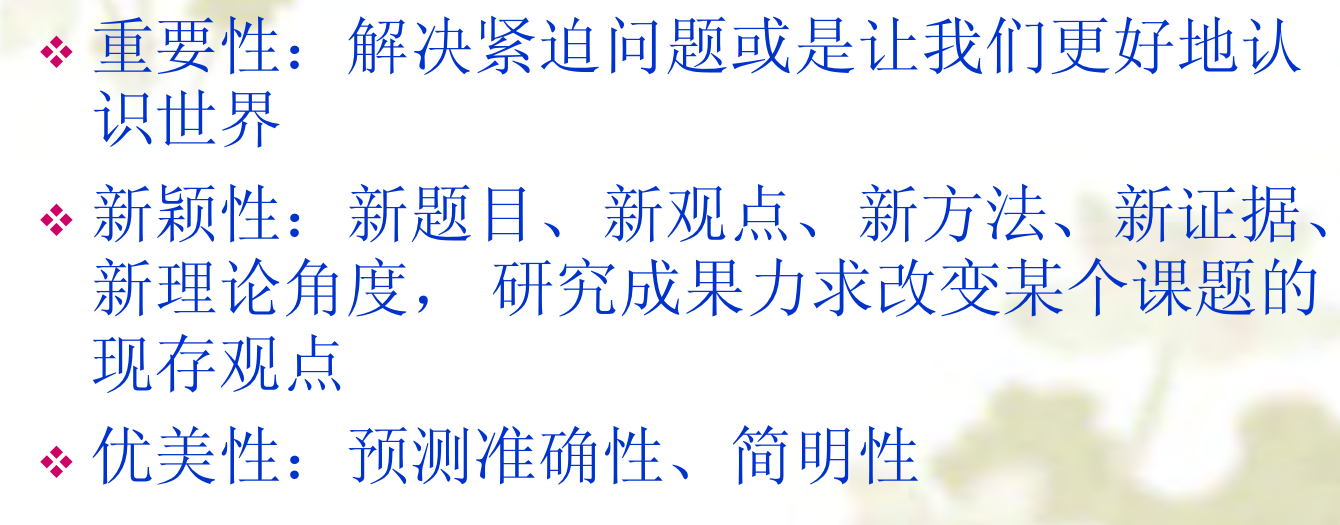 ❖ 重要性：解决紧迫问题或是让我们更好地认
识世界
❖ 新颖性：新题目、新观点、新方法、新证据、
新理论角度， 研究成果力求改变某个课题的
现存观点
❖ 优美性：预测准确性、简明性